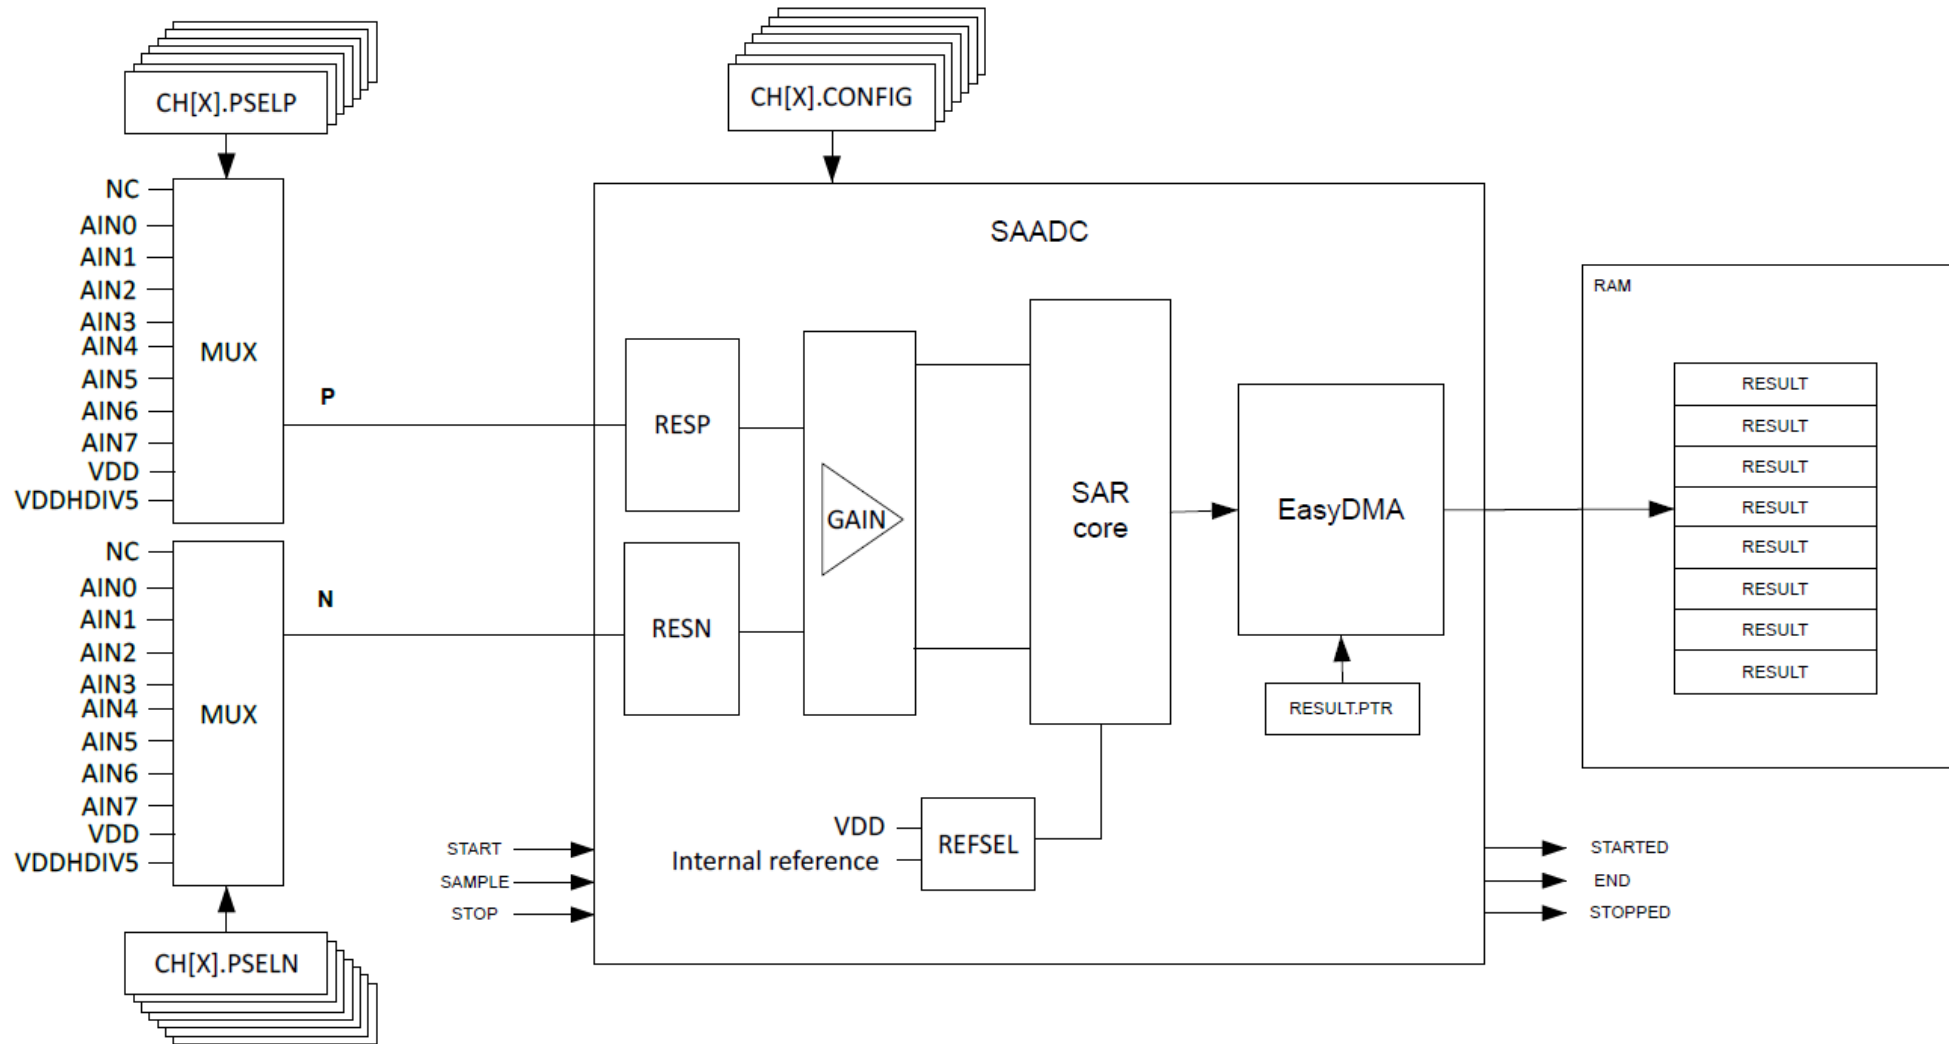 CH[X].PSELP
CH[X].CONFIG
NC
AIN0
AIN1
AIN2
AIN3
AIN4
AIN5
AIN6
AIN7
VDD
VDDHDIV5
MUX
P
NC
AIN0
AIN1
AIN2
AIN3
AIN4
AIN5
AIN6
AIN7
VDD
VDDHDIV5
MUX
N
CH[X].PSELN
SAADC
RESP
RESN
GAIN
SAR
core
EasyDMA
RESULT.PTR
VDD
Internal reference
REFSEL
START
SAMPLE
STOP
STARTED
END
STOPPED
RAM
RESULT
RESULT
RESULT
RESULT
RESULT
RESULT
RESULT
RESULT